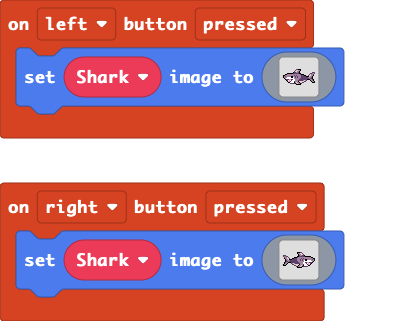 on left button pressed
set Shark image to
on right button pressed
set Shark image to